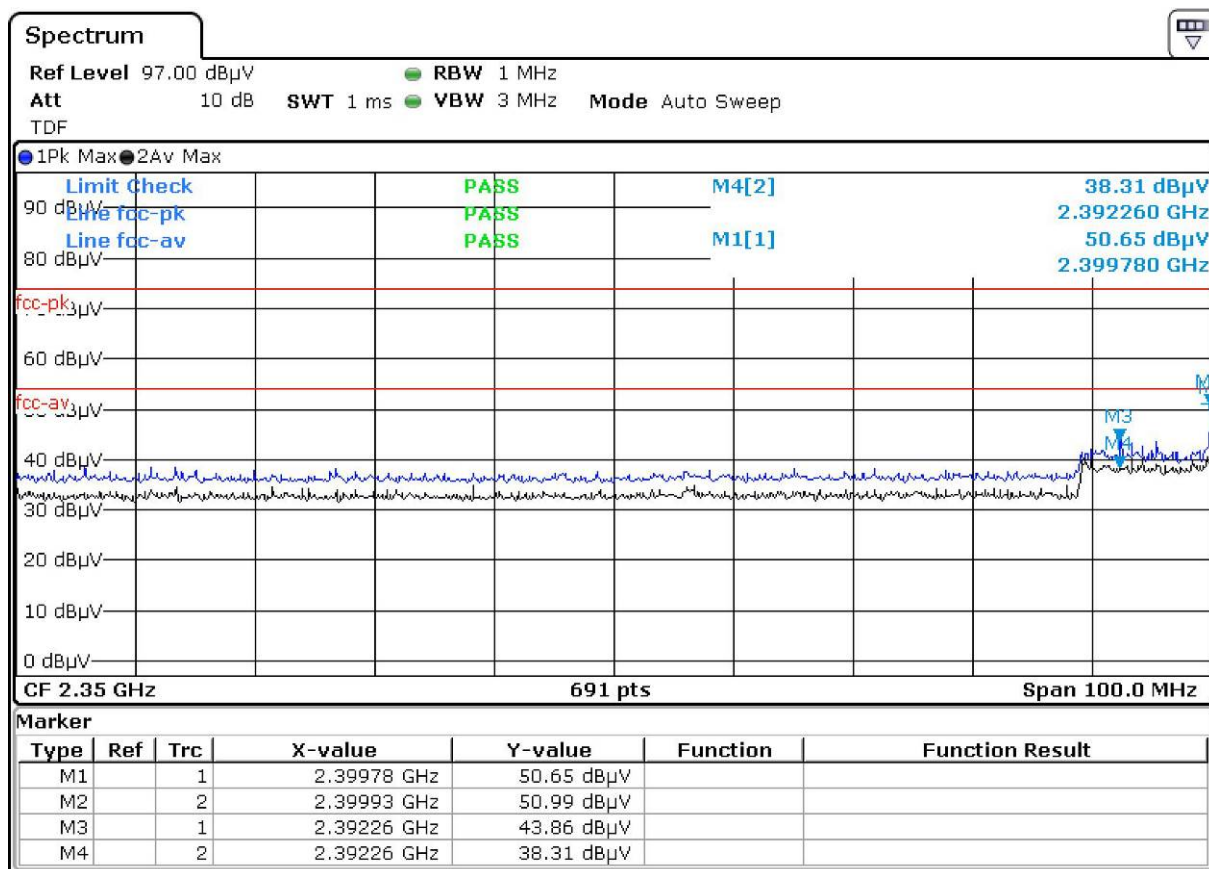 Spectrum
Ref Level 97.00 dBµV RBW 1 MHz
Att 10 dB SWT 1 ms VBW 3 MHz Mode Auto Sweep
TDF
1Pk Max 2Av Max
Limit Check PASS M4[2] 38.31 dBµV
90 dBµV Line fcc-pk PASS 2.392260 GHz
Line fcc-av PASS M1[1] 50.65 dBµV
80 dBµV 2.399780 GHz
fcc-pk
60 dBµV
fcc-av
M3
M4
40 dBµV
30 dBµV
20 dBµV
10 dBµV
0 dBµV
CF 2.35 GHz 691 pts Span 100.0 MHz
Marker
Type Ref Trc X-value Y-value Function Function Result
M1 1 2.39978 GHz 50.65 dBµV
M2 2 2.39993 GHz 50.99 dBµV
M3 1 2.39226 GHz 43.86 dBµV
M4 2 2.39226 GHz 38.31 dBµV